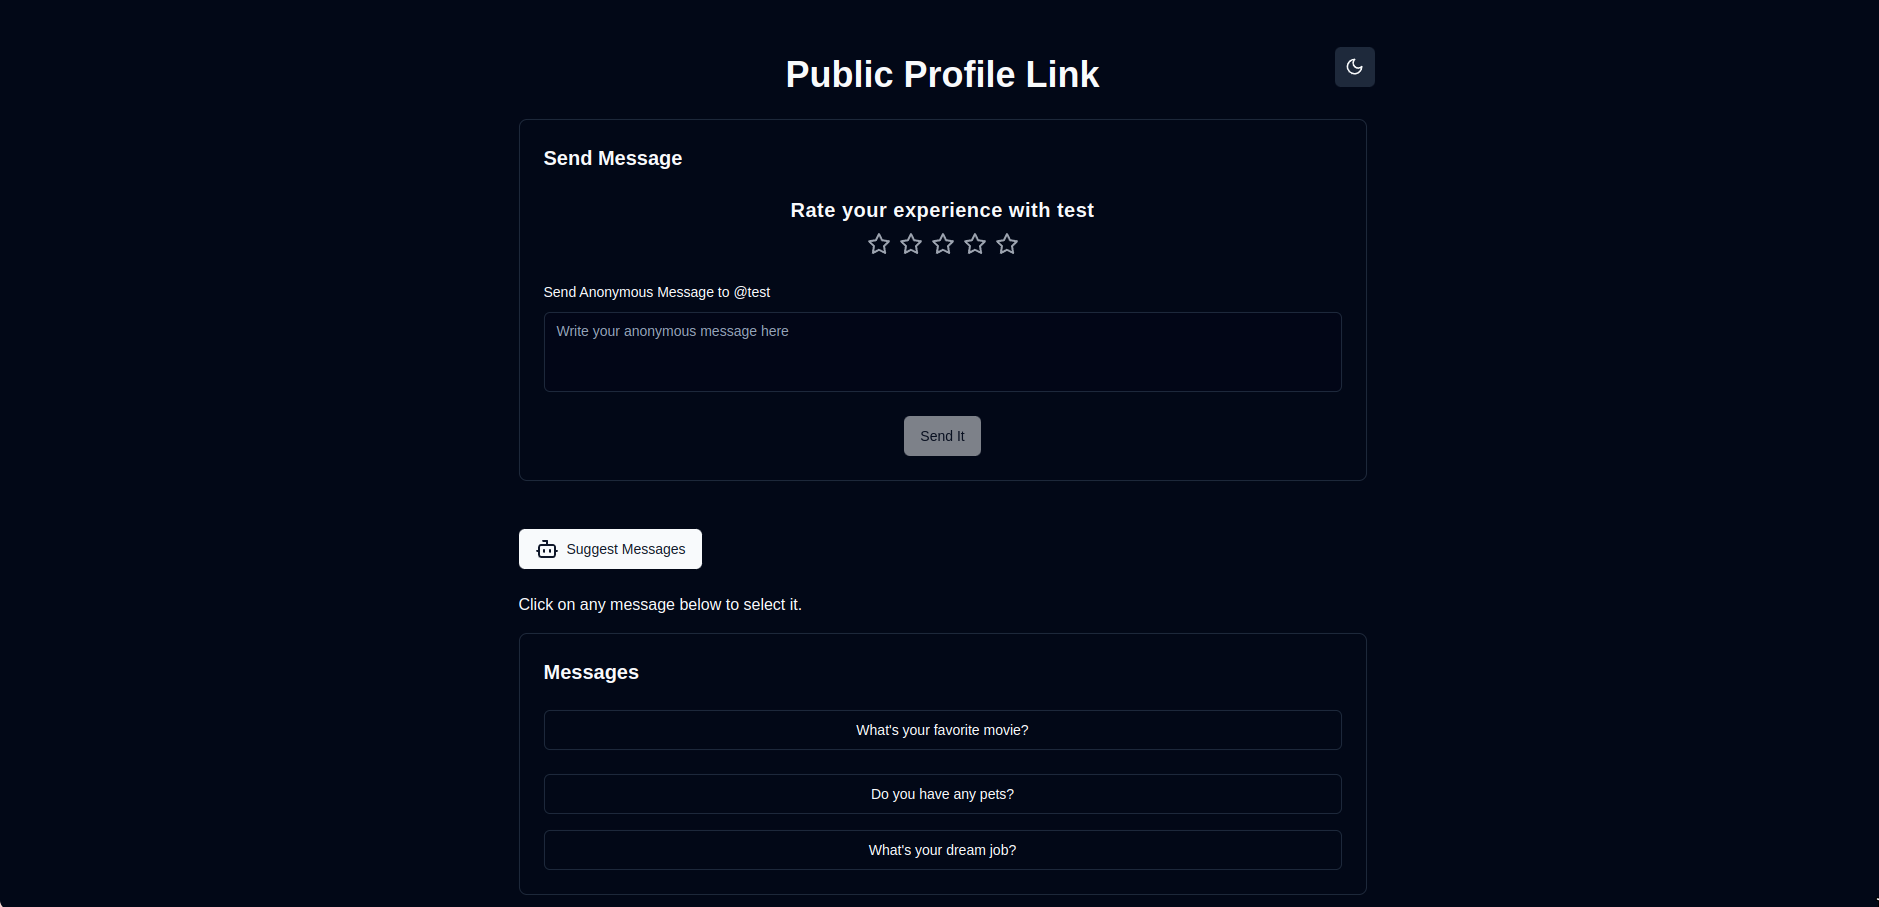 Public Profile Link
Send Message
Rate your experience with test
Send Anonymous Message to @test
Write your anonymous message here
Send It
Suggest Messages
Click on any message below to select it.
Messages
What's your favorite movie?
Do you have any pets?
What's your dream job?